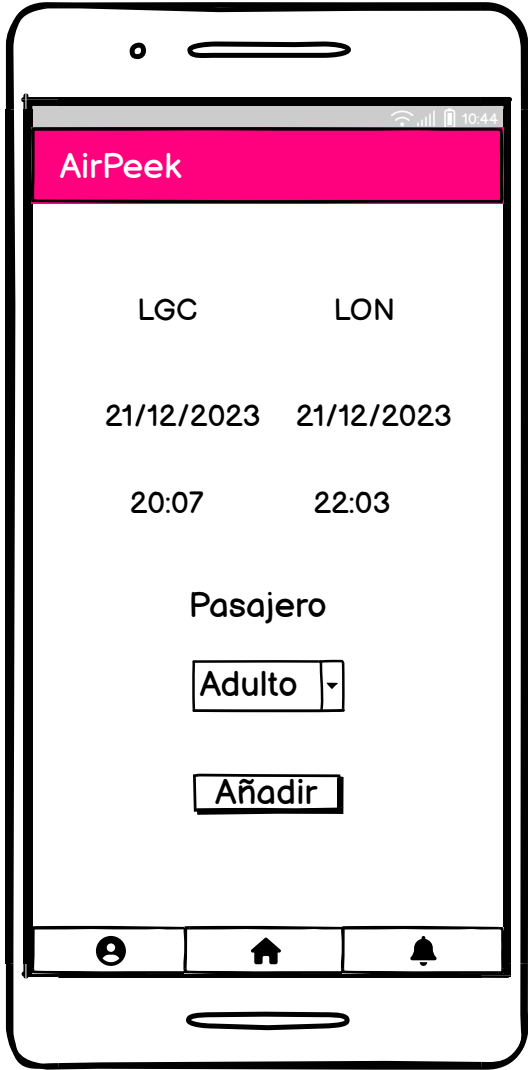 10:44
AirPeek
LGC LON
21/12/2023 21/12/2023
20:07 22:03
Pasajero
Adulto
Añadir